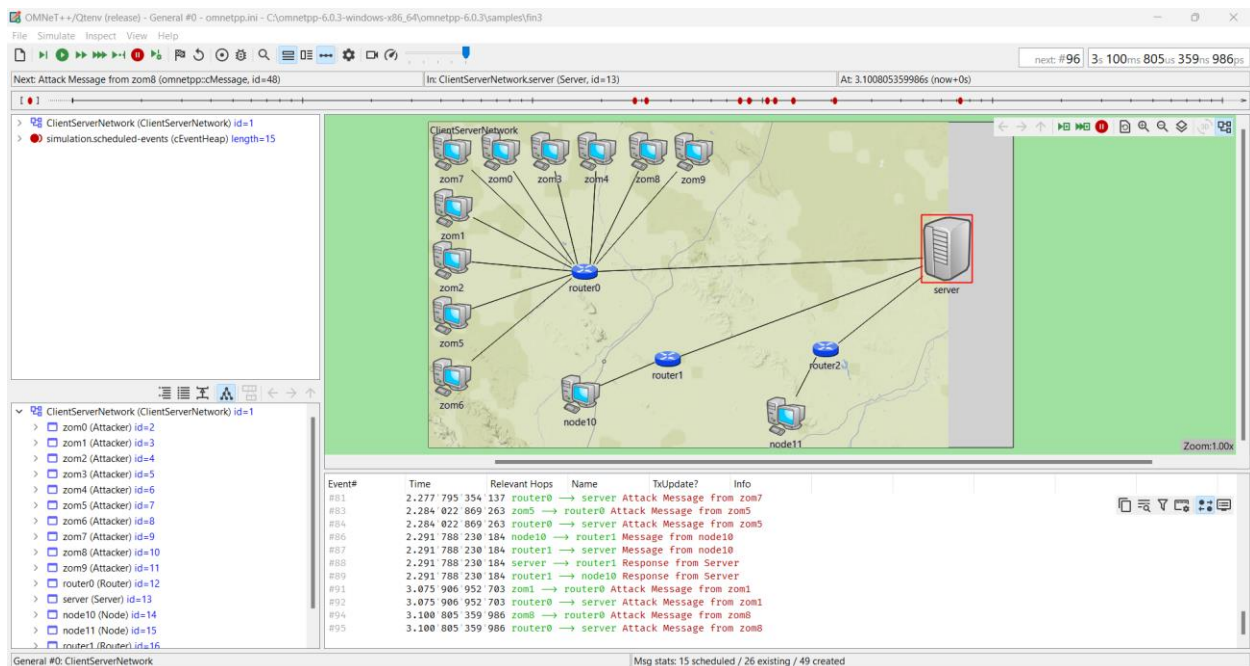 OMNeT++/Qtenv (release) - General #0 - omnetpp.ini - C:\omnetpp-6.0.3-windows-x86_64\omnetpp-6.0.3\samples\fin3
File Simulate Inspect View Help
next: #96 3s 100ms 805us 359ns 986ps
Next: Attack Message from zom8 (omnetpp::cMessage, id=48) In: ClientServerNetwork.server (Server, id=13) At: 3.100805359986s (now+0s)
ClientServerNetwork (ClientServerNetwork) id=1
simulation.scheduled-events (cEventHeap) length=15
ClientServerNetwork
zom7 zom0 zom3 zom4 zom8 zom9
zom1
zom2
zom5
zom6
router0
server
router1
router2
node10
node11
Zoom:1.00x
ClientServerNetwork (ClientServerNetwork) id=1
zom0 (Attacker) id=2
zom1 (Attacker) id=3
zom2 (Attacker) id=4
zom3 (Attacker) id=5
zom4 (Attacker) id=6
zom5 (Attacker) id=7
zom6 (Attacker) id=8
zom7 (Attacker) id=9
zom8 (Attacker) id=10
zom9 (Attacker) id=11
router0 (Router) id=12
server (Server) id=13
node10 (Node) id=14
node11 (Node) id=15
router1 (Router) id=16
Event# Time Relevant Hops Name TxUpdate? Info
#81 2.277'795'354'137 router0 → server Attack Message from zom7
#83 2.284'022'869'263 zom5 → router0 Attack Message from zom5
#84 2.284'022'869'263 router0 → server Attack Message from zom5
#86 2.291'788'230'184 node10 → router1 Message from node10
#87 2.291'788'230'184 router1 → server Message from node10
#88 2.291'788'230'184 server → router1 Response from Server
#89 2.291'788'230'184 router1 → node10 Response from Server
#91 3.075'906'952'703 zom1 → router0 Attack Message from zom1
#92 3.075'906'952'703 router0 → server Attack Message from zom1
#94 3.100'805'359'986 zom8 → router0 Attack Message from zom8
#95 3.100'805'359'986 router0 → server Attack Message from zom8
General #0: ClientServerNetwork Msg stats: 15 scheduled / 26 existing / 49 created